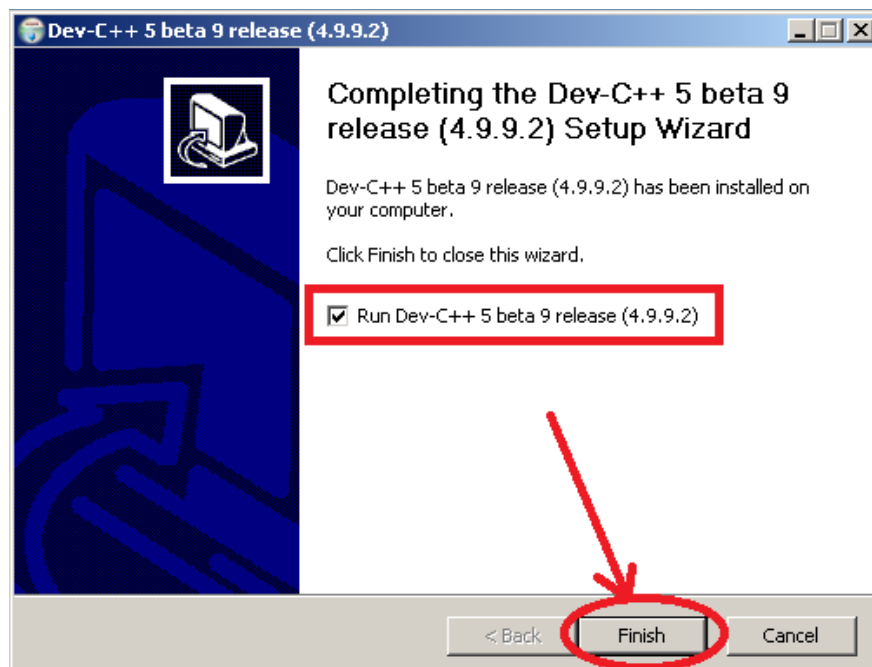 Dev-C++ 5 beta 9 release (4.9.9.2)
Completing the Dev-C++ 5 beta 9
release (4.9.9.2) Setup Wizard
Dev-C++ 5 beta 9 release (4.9.9.2) has been installed on
your computer.
Click Finish to close this wizard.
Run Dev-C++ 5 beta 9 release (4.9.9.2)
< Back
Finish
Cancel